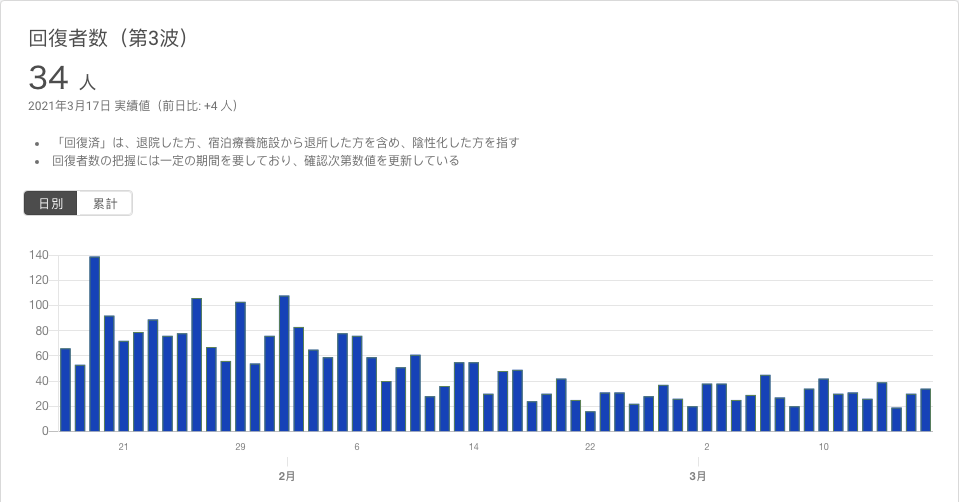 回復者数（第3波）
34 人
2021年3月17日 実績値（前日比: +4 人）
• 「回復済」は、退院した方、宿泊療養施設から退所した方を含め、陰性化した方を指す
• 回復者数の把握には一定の期間を要しており、確認次第数値を更新している
日別 累計
140
120
100
80
60
40
20
0
21 29 6 14 22 2 10
2月 3月